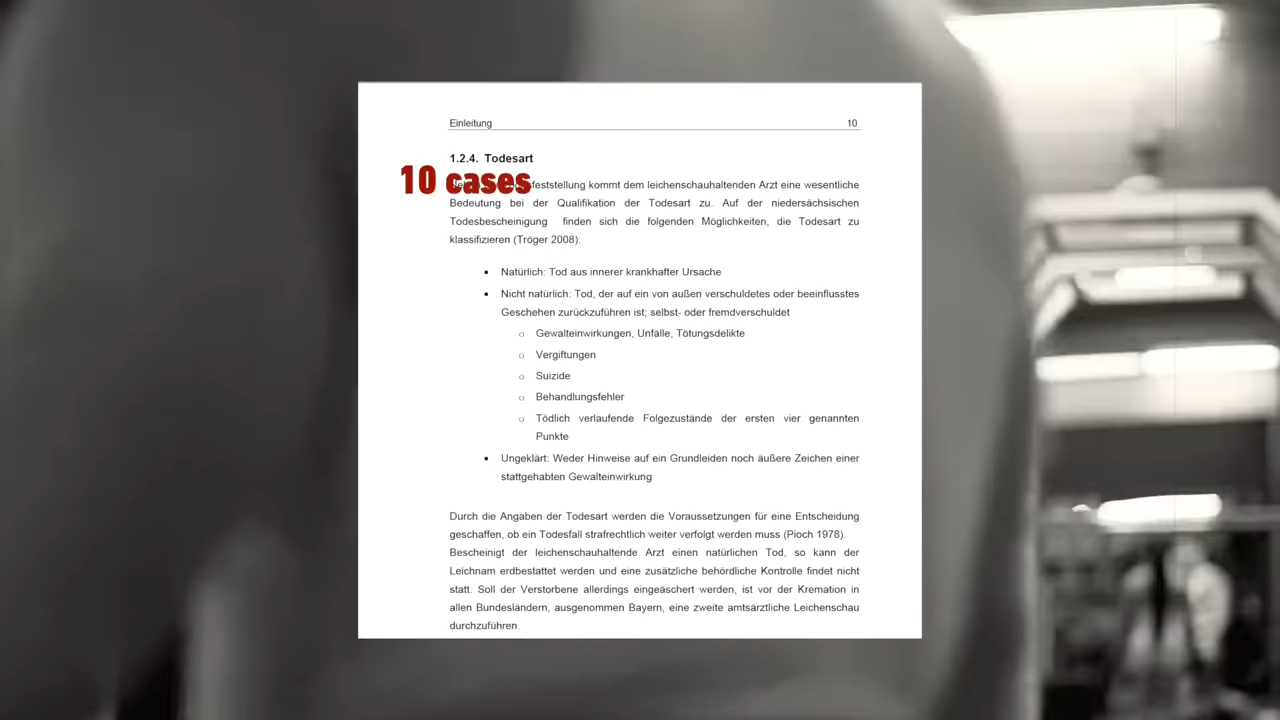 Einleitung 10
1.2.4. Todesart
10 cases
feststellung kommt dem leichenschauhaltenden Arzt eine wesentliche
Bedeutung bei der Qualifikation der Todesart zu. Auf der niedersächsischen
Todesbescheinigung finden sich die folgenden Möglichkeiten, die Todesart zu
klassifizieren (Tröger 2008):
• Natürlich: Tod aus innerer krankhafter Ursache
• Nicht natürlich: Tod, der auf ein von außen verschuldetes oder beeinflusstes
Geschehen zurückzuführen ist; selbst- oder fremdverschuldet
o Gewalteinwirkungen, Unfälle, Tötungsdelikte
o Vergiftungen
o Suizide
o Behandlungsfehler
o Tödlich verlaufende Folgezustände der ersten vier genannten
Punkte
• Ungeklärt: Weder Hinweise auf ein Grundleiden noch äußere Zeichen einer
stattgehabten Gewalteinwirkung
Durch die Angaben der Todesart werden die Voraussetzungen für eine Entscheidung
geschaffen, ob ein Todesfall strafrechtlich weiter verfolgt werden muss (Pioch 1978).
Bescheinigt der leichenschauhaltende Arzt einen natürlichen Tod, so kann der
Leichnam erdbestattet werden und eine zusätzliche behördliche Kontrolle findet nicht
statt. Soll der Verstorbene allerdings eingeäschert werden, ist vor der Kremation in
allen Bundesländern, ausgenommen Bayern, eine zweite amtsärztliche Leichenschau
durchzuführen.